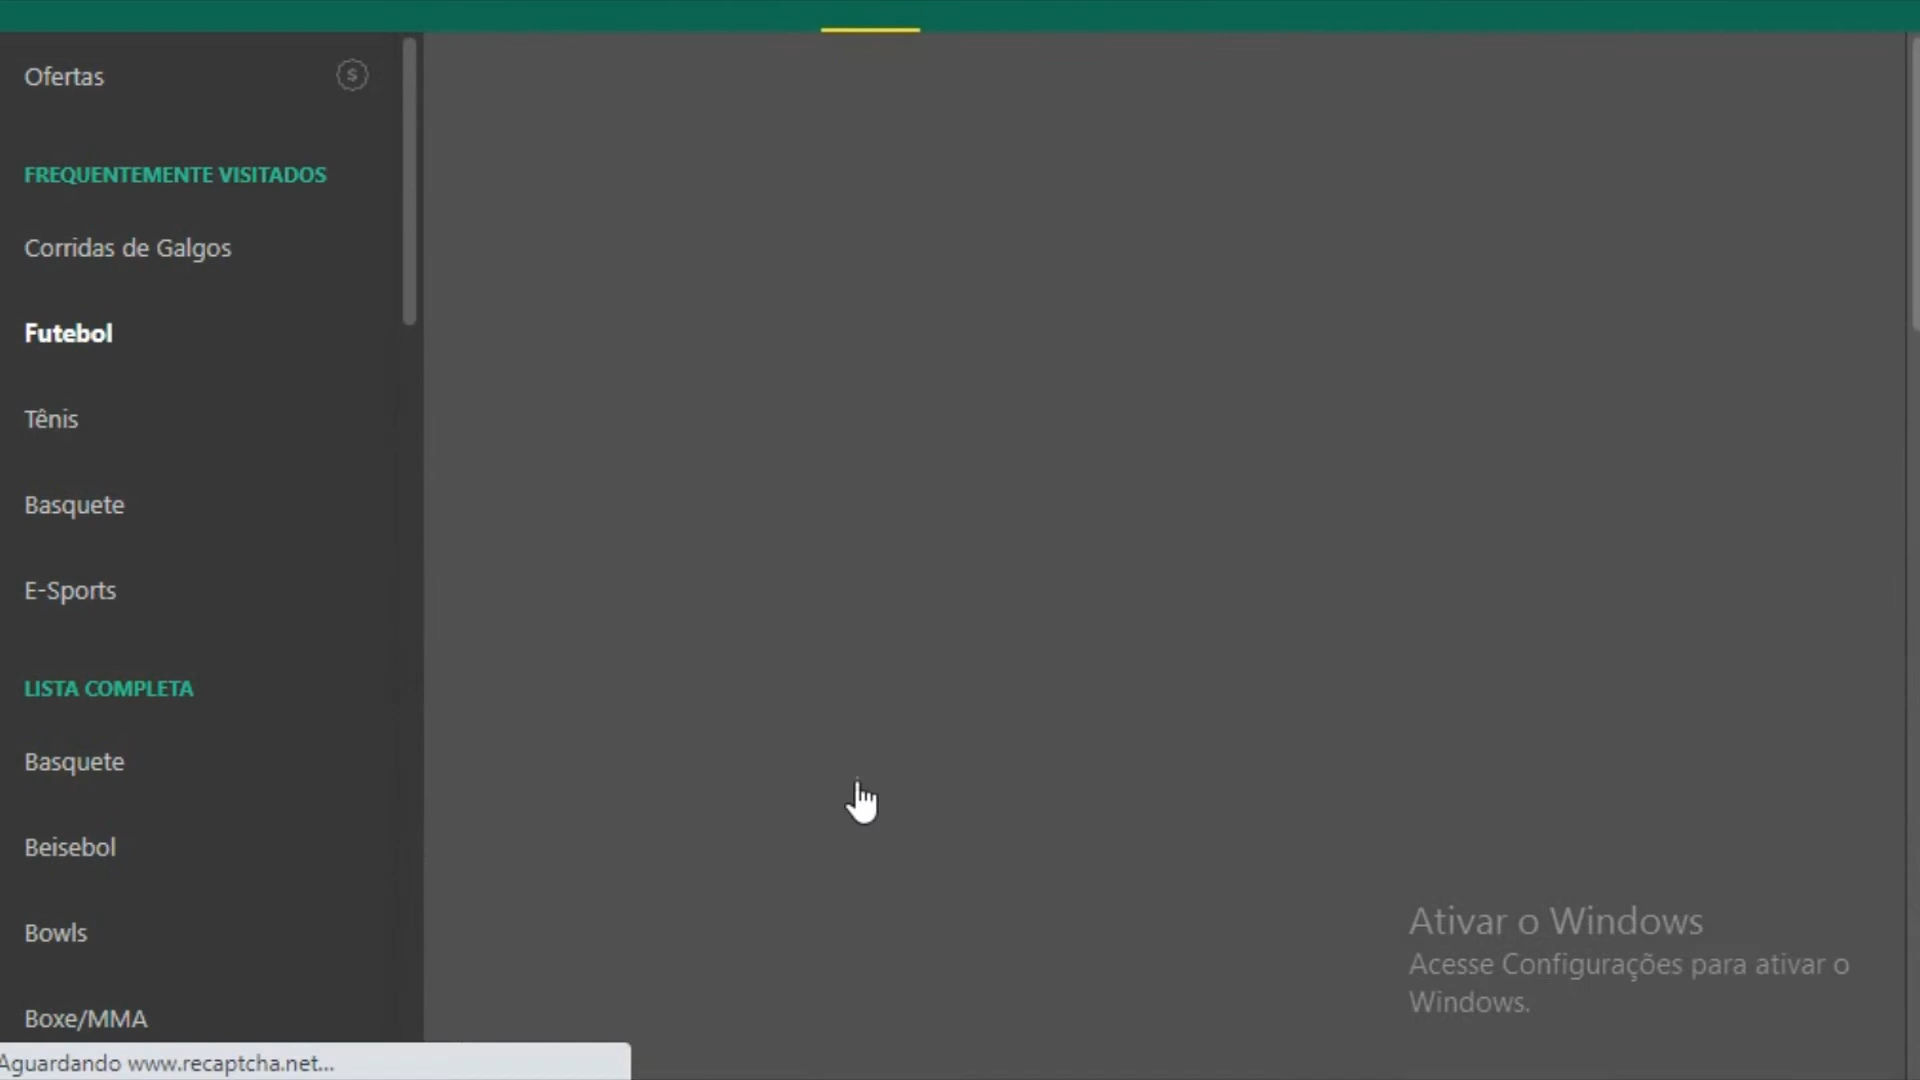 Ofertas
FREQUENTEMENTE VISITADOS
Corridas de Galgos
Futebol
Tênis
Basquete
E-Sports
LISTA COMPLETA
Basquete
Beisebol
Bowls
Boxe/MMA
Ativar o Windows
Acesse Configurações para ativar o
Windows.
Aguardando www.recaptcha.net...